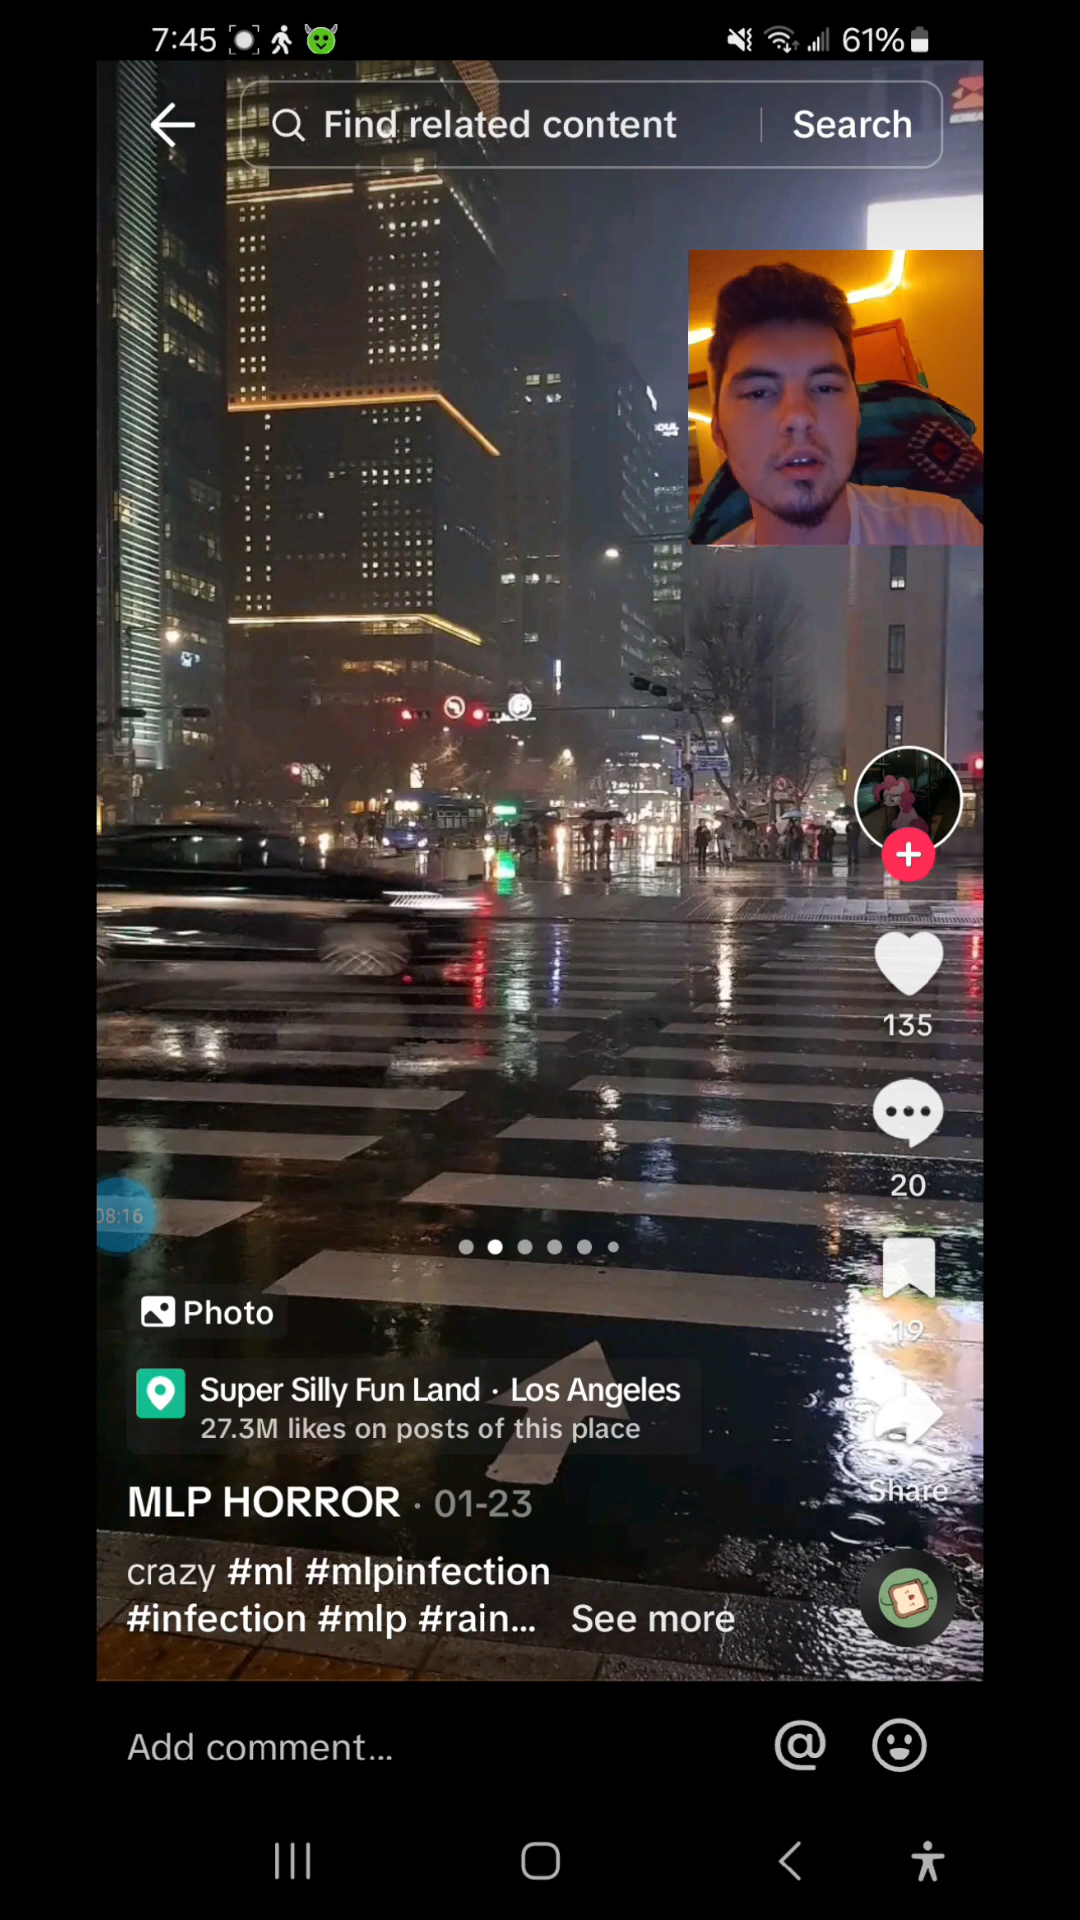 7:45
61%
Find related content
Search
135
20
08:16
19
Photo
Super Silly Fun Land · Los Angeles
27.3M likes on posts of this place
Share
MLP HORROR · 01-23
crazy #ml #mlpinfection
#infection #mlp #rain... See more
Add comment...
@